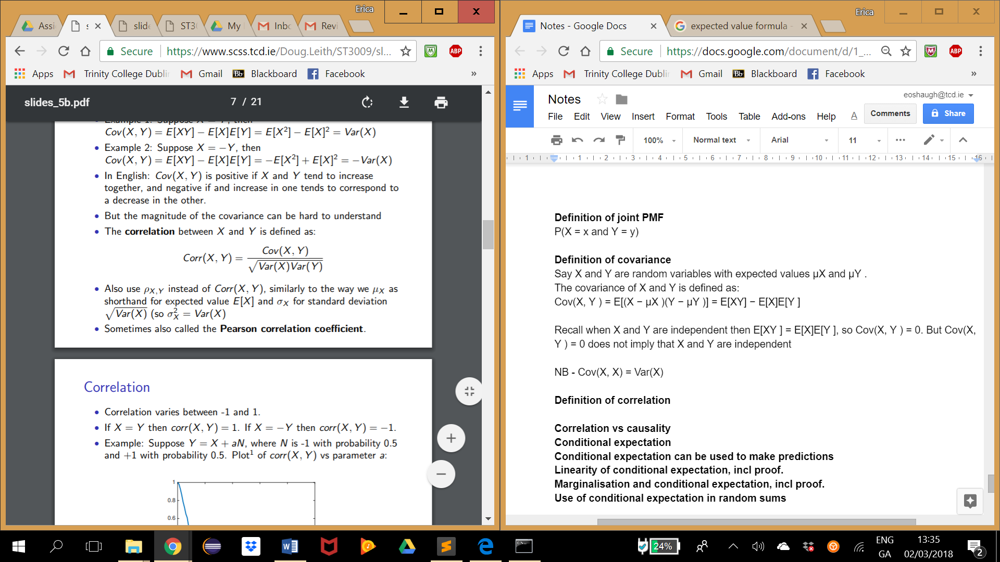 Erica
Assi
s
slide
ST30
My
Inbo
Revi
Secure
https://www.scss.tcd.ie/Doug.Leith/ST3009/sl...
ABP
Apps
Trinity College Dublin
Gmail
Bb
Blackboard
Facebook
»
slides_5b.pdf
7 / 21
Example 1: Suppose X = Y, then
Cov(X, Y) = E[XY] − E[X]E[Y] = E[X²] − E[X]² = Var(X)
• Example 2: Suppose X = −Y, then
Cov(X, Y) = E[XY] − E[X]E[Y] = −E[X²] + E[X]² = −Var(X)
• In English: Cov(X, Y) is positive if X and Y tend to increase
together, and negative if and increase in one tends to correspond to
a decrease in the other.
• But the magnitude of the covariance can be hard to understand
• The correlation between X and Y is defined as:
Corr(X, Y) = Cov(X, Y) / √Var(X)Var(Y)
• Also use ρX,Y instead of Corr(X, Y), similarly to the way we μX as
shorthand for expected value E[X] and σX for standard deviation
√Var(X) (so σ²X = Var(X)
• Sometimes also called the Pearson correlation coefficient.
Correlation
• Correlation varies between -1 and 1.
• If X = Y then corr(X, Y) = 1. If X = −Y then corr(X, Y) = −1.
• Example: Suppose Y = X + aN, where N is -1 with probability 0.5
and +1 with probability 0.5. Plot¹ of corr(X, Y) vs parameter a:
1
0.8
0.6
Erica
Notes - Google Docs
expected value formula -
Secure
https://docs.google.com/document/d/1_...
ABP
Apps
Trinity College Dublin
Gmail
Bb
Blackboard
Facebook
»
Notes
eoshaugh@tcd.ie
File Edit View Insert Format Tools Table Add-ons Help A
Comments
Share
100%
Normal text
Arial
11
1 1 2 3 4 5 6 7 8 9 10 11 12 13 14 15 16
Definition of joint PMF
P(X = x and Y = y)
Definition of covariance
Say X and Y are random variables with expected values μX and μY .
The covariance of X and Y is defined as:
Cov(X, Y ) = E[(X − μX )(Y − μY )] = E[XY] − E[X]E[Y ]
Recall when X and Y are independent then E[XY ] = E[X]E[Y ], so Cov(X, Y ) = 0. But Cov(X,
Y ) = 0 does not imply that X and Y are independent
NB - Cov(X, X) = Var(X)
Definition of correlation
Correlation vs causality
Conditional expectation
Conditional expectation can be used to make predictions
Linearity of conditional expectation, incl proof.
Marginalisation and conditional expectation, incl proof.
Use of conditional expectation in random sums
24%
ENG
GA
13:35
02/03/2018
2